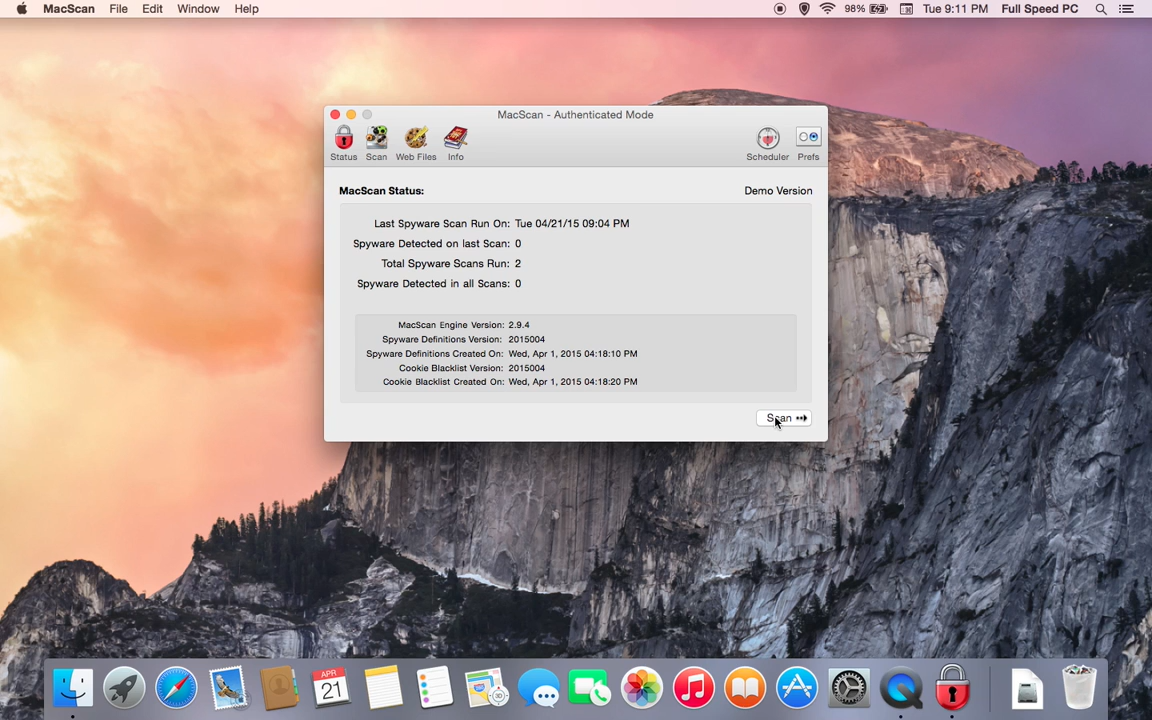 MacScan File Edit Window Help 98% Tue 9:11 PM Full Speed PC
MacScan - Authenticated Mode
Status Scan Web Files Info Scheduler Prefs
MacScan Status: Demo Version
Last Spyware Scan Run On: Tue 04/21/15 09:04 PM
Spyware Detected on last Scan: 0
Total Spyware Scans Run: 2
Spyware Detected in all Scans: 0
MacScan Engine Version: 2.9.4
Spyware Definitions Version: 2015004
Spyware Definitions Created On: Wed, Apr 1, 2015 04:18:10 PM
Cookie Blacklist Version: 2015004
Cookie Blacklist Created On: Wed, Apr 1, 2015 04:18:20 PM
Scan
APR
21
3D